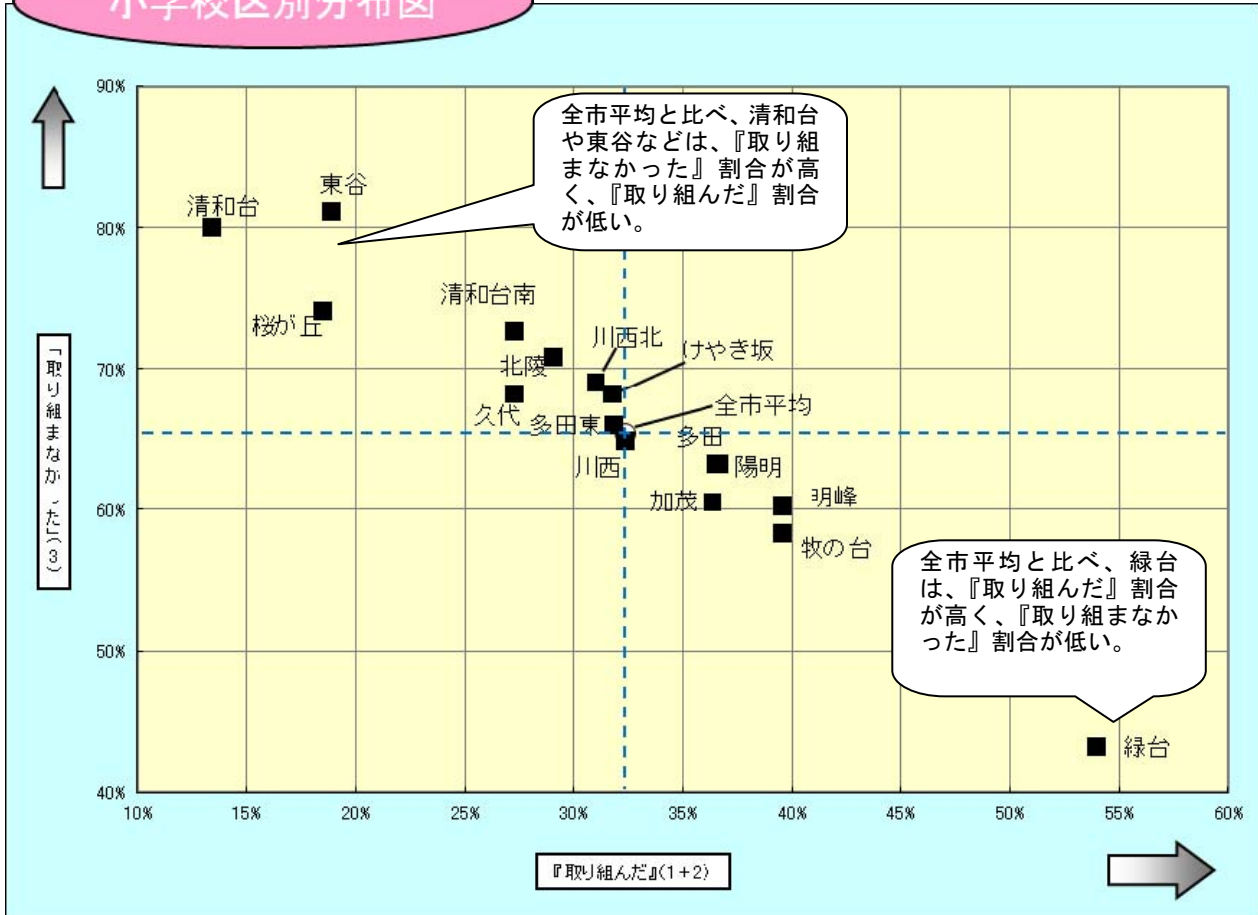 小学校区別分布図
90%
80%
70%
60%
50%
40%
10%
15%
20%
25%
30%
35%
40%
45%
50%
55%
60%
「取り組まなかった」(3)
『取り組んだ』(1+2)
全市平均と比べ、清和台
や東谷などは、『取り組
まなかった』割合が高
く、『取り組んだ』割合
が低い。
東谷
清和台
桜が丘
清和台南
川西北
けやき坂
北陵
久代
多田東
全市平均
多田
川西
陽明
加茂
明峰
牧の台
全市平均と比べ、緑台
は、『取り組んだ』割合
が高く、『取り組まなか
った』割合が低い。
緑台